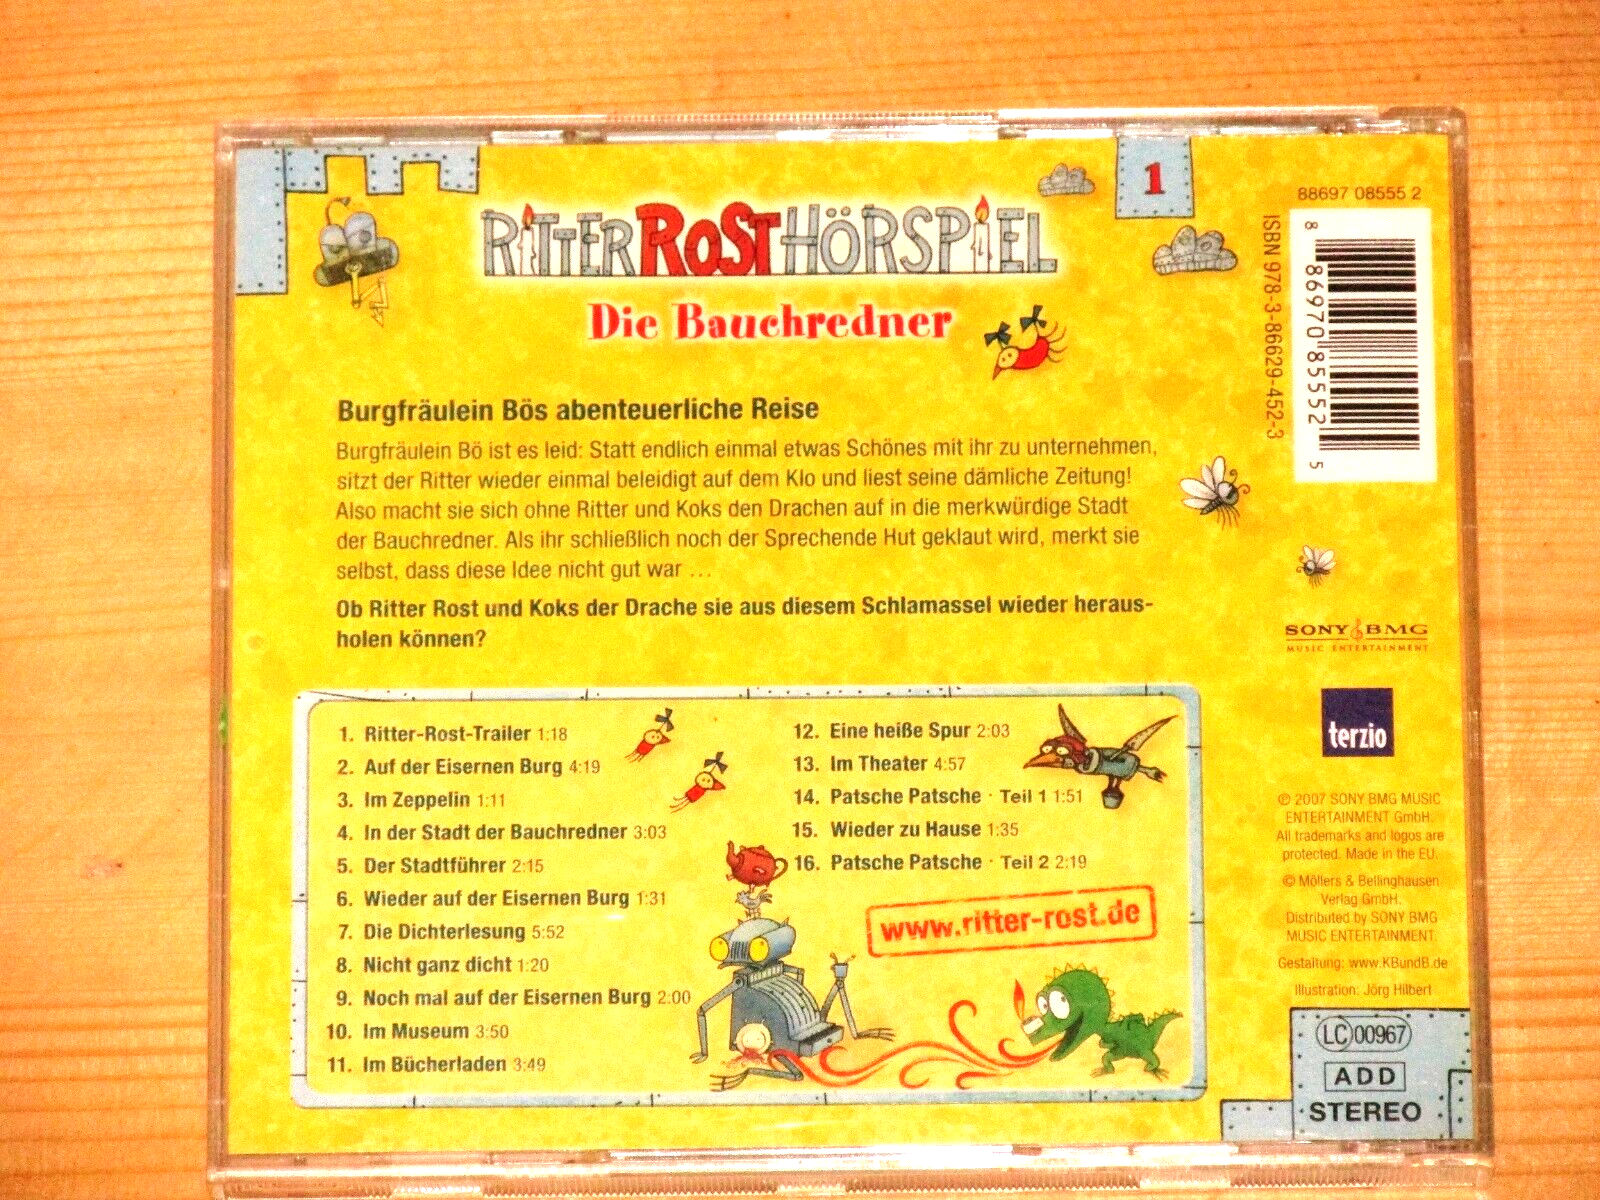 1
RITTER ROST HÖRSPIEL
Die Bauchredner
Burgfräulein Bös abenteuerliche Reise
Burgfräulein Bö ist es leid: Statt endlich einmal etwas Schönes mit ihr zu unternehmen,
sitzt der Ritter wieder einmal beleidigt auf dem Klo und liest seine dämliche Zeitung!
Also macht sie sich ohne Ritter und Koks den Drachen auf in die merkwürdige Stadt
der Bauchredner. Als ihr schließlich noch der Sprechende Hut geklaut wird, merkt sie
selbst, dass diese Idee nicht gut war ...
Ob Ritter Rost und Koks der Drache sie aus diesem Schlamassel wieder heraus-
holen können?
1. Ritter-Rost-Trailer 1:18
2. Auf der Eisernen Burg 4:19
3. Im Zeppelin 1:11
4. In der Stadt der Bauchredner 3:03
5. Der Stadtführer 2:15
6. Wieder auf der Eisernen Burg 1:31
7. Die Dichterlesung 5:52
8. Nicht ganz dicht 1:20
9. Noch mal auf der Eisernen Burg 2:00
10. Im Museum 3:50
11. Im Bücherladen 3:49
12. Eine heiße Spur 2:03
13. Im Theater 4:57
14. Patsche Patsche · Teil 1 1:51
15. Wieder zu Hause 1:35
16. Patsche Patsche · Teil 2 2:19
www.ritter-rost.de
88697 08555 2
ISBN 978-3-86629-452-3
8 86970 85552 5
SONY BMG
MUSIC ENTERTAINMENT
terzio
℗ 2007 SONY BMG MUSIC
ENTERTAINMENT GmbH.
All trademarks and logos are
protected. Made in the EU.
© Möllers & Bellinghausen
Verlag GmbH.
Distributed by SONY BMG
MUSIC ENTERTAINMENT.
Gestaltung: www.KBundB.de
Illustration: Jörg Hilbert
LC 00967
ADD
STEREO